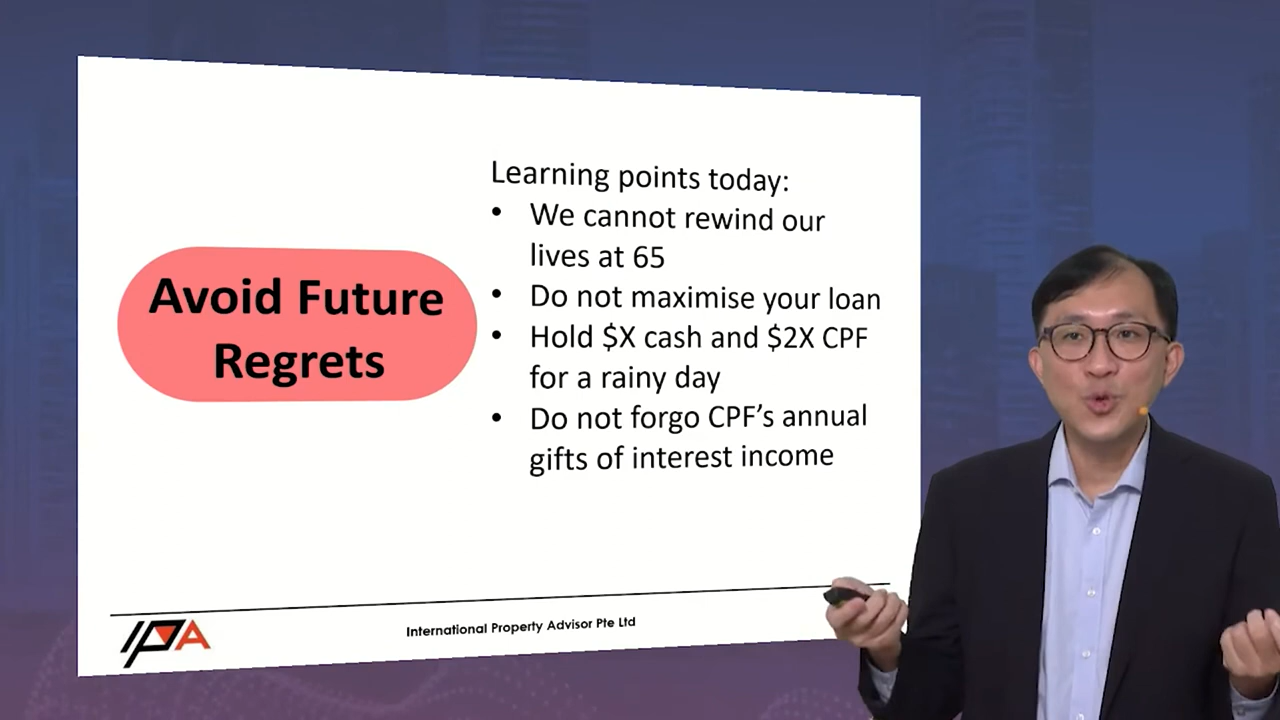 Learning points today:
• We cannot rewind our
lives at 65
• Do not maximise your loan
• Hold $X cash and $2X CPF
for a rainy day
• Do not forgo CPF's annual
gifts of interest income
Avoid Future
Regrets
IPA
International Property Advisor Pte Ltd